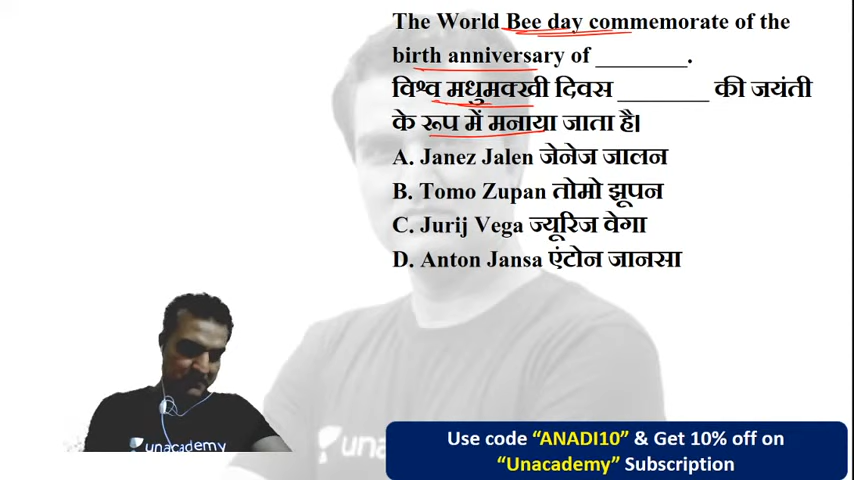 The World Bee day commemorate of the
birth anniversary of ________.
विश्व मधुमक्खी दिवस ________ की जयंती
के रूप में मनाया जाता है।
A. Janez Jalen जेनेज जालन
B. Tomo Zupan तोमो झूपन
C. Jurij Vega ज्यूरिज वेगा
D. Anton Jansa एंटोन जानसा
unacademy
una
Use code “ANADI10” & Get 10% off on
“Unacademy” Subscription